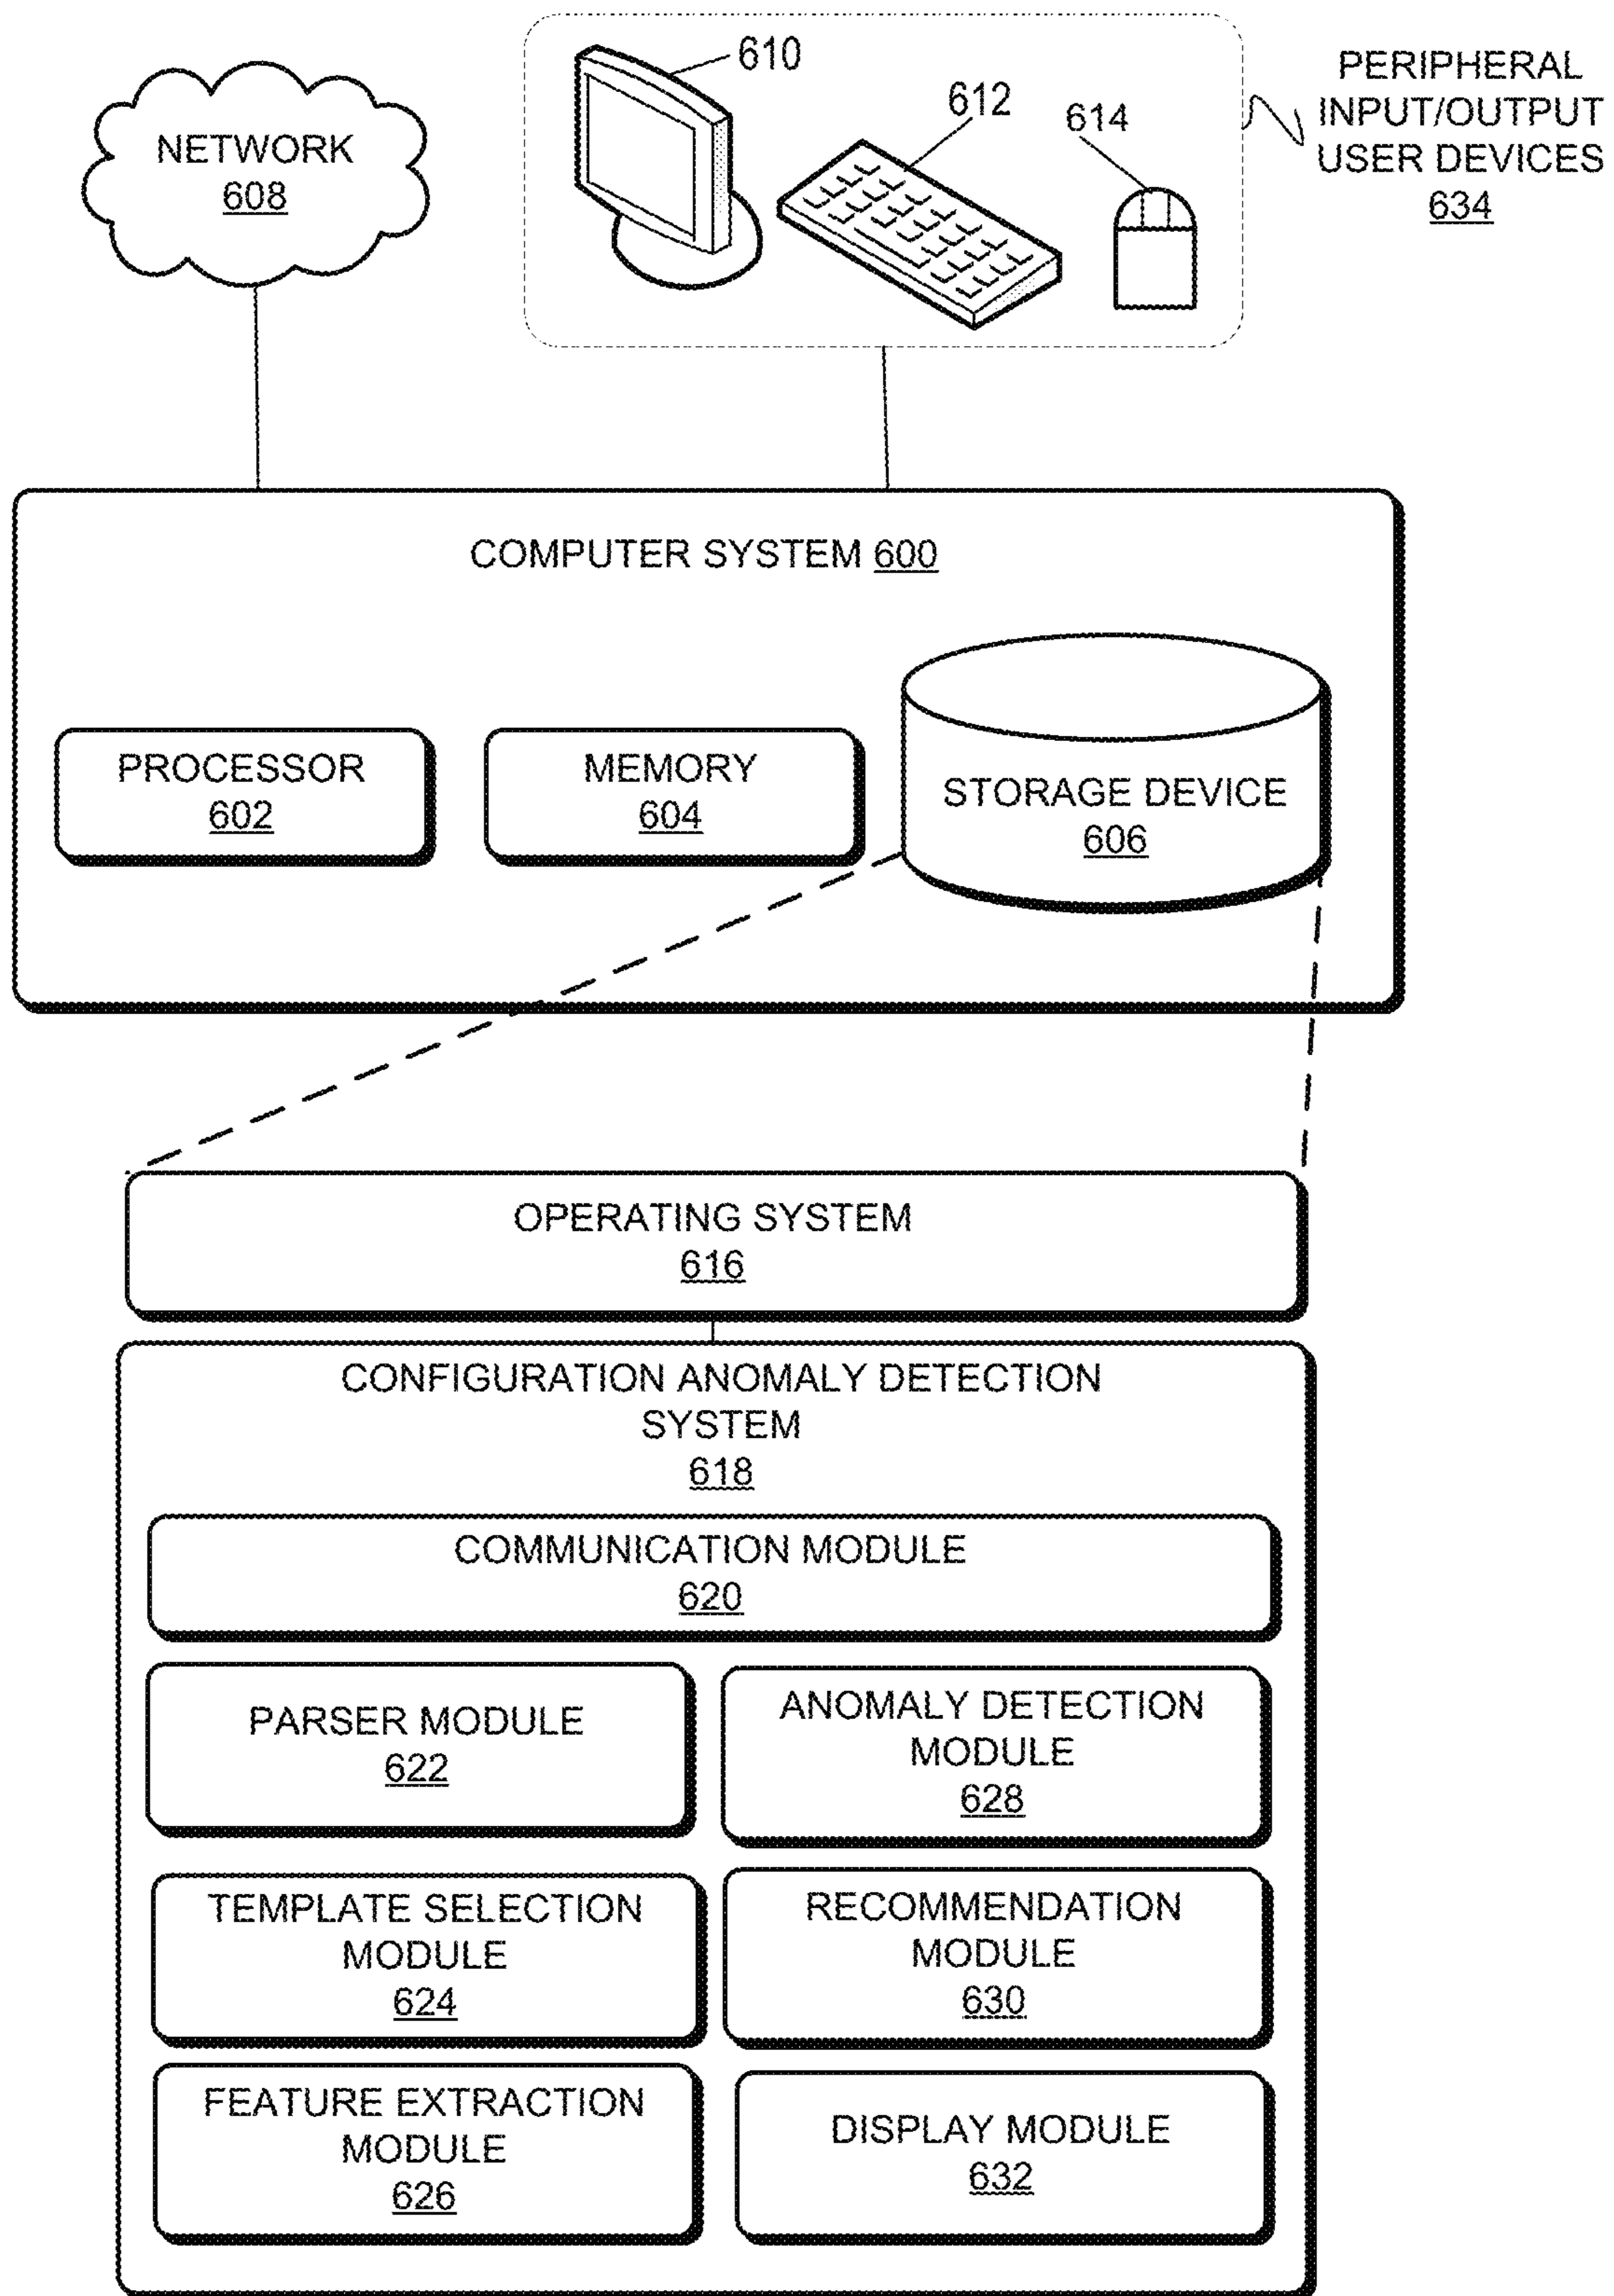 610
612
614
PERIPHERAL
INPUT/OUTPUT
USER DEVICES
634
NETWORK
608
COMPUTER SYSTEM 600
PROCESSOR
602
MEMORY
604
STORAGE DEVICE
606
OPERATING SYSTEM
616
CONFIGURATION ANOMALY DETECTION
SYSTEM
618
COMMUNICATION MODULE
620
PARSER MODULE
622
ANOMALY DETECTION
MODULE
628
TEMPLATE SELECTION
MODULE
624
RECOMMENDATION
MODULE
630
FEATURE EXTRACTION
MODULE
626
DISPLAY MODULE
632